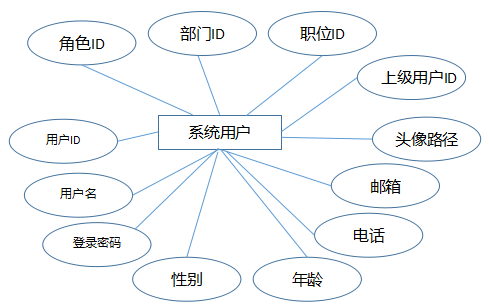 部门ID
职位ID
角色ID
上级用户ID
系统用户
头像路径
用户ID
邮箱
用户名
电话
登录密码
性别
年龄